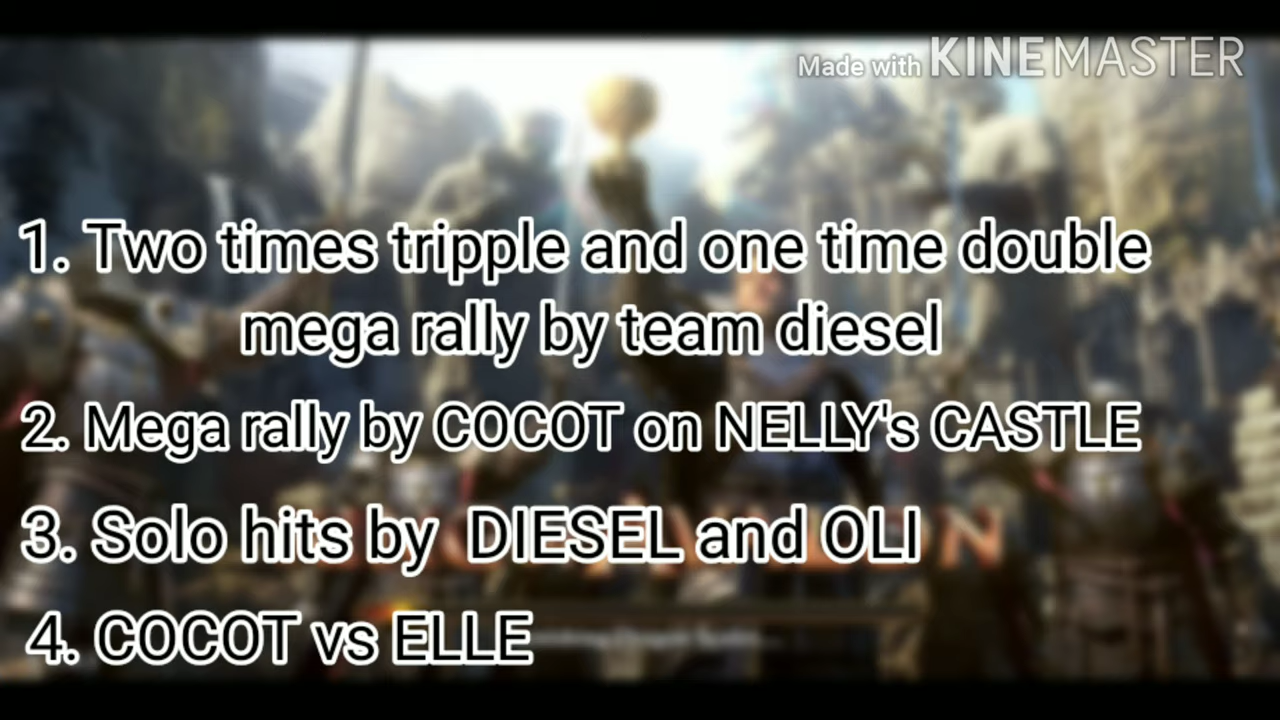 Made with KINEMASTER
1. Two times tripple and one time double
mega rally by team diesel
2. Mega rally by COCOT on NELLY's CASTLE
3. Solo hits by DIESEL and OLI
4. COCOT vs ELLE